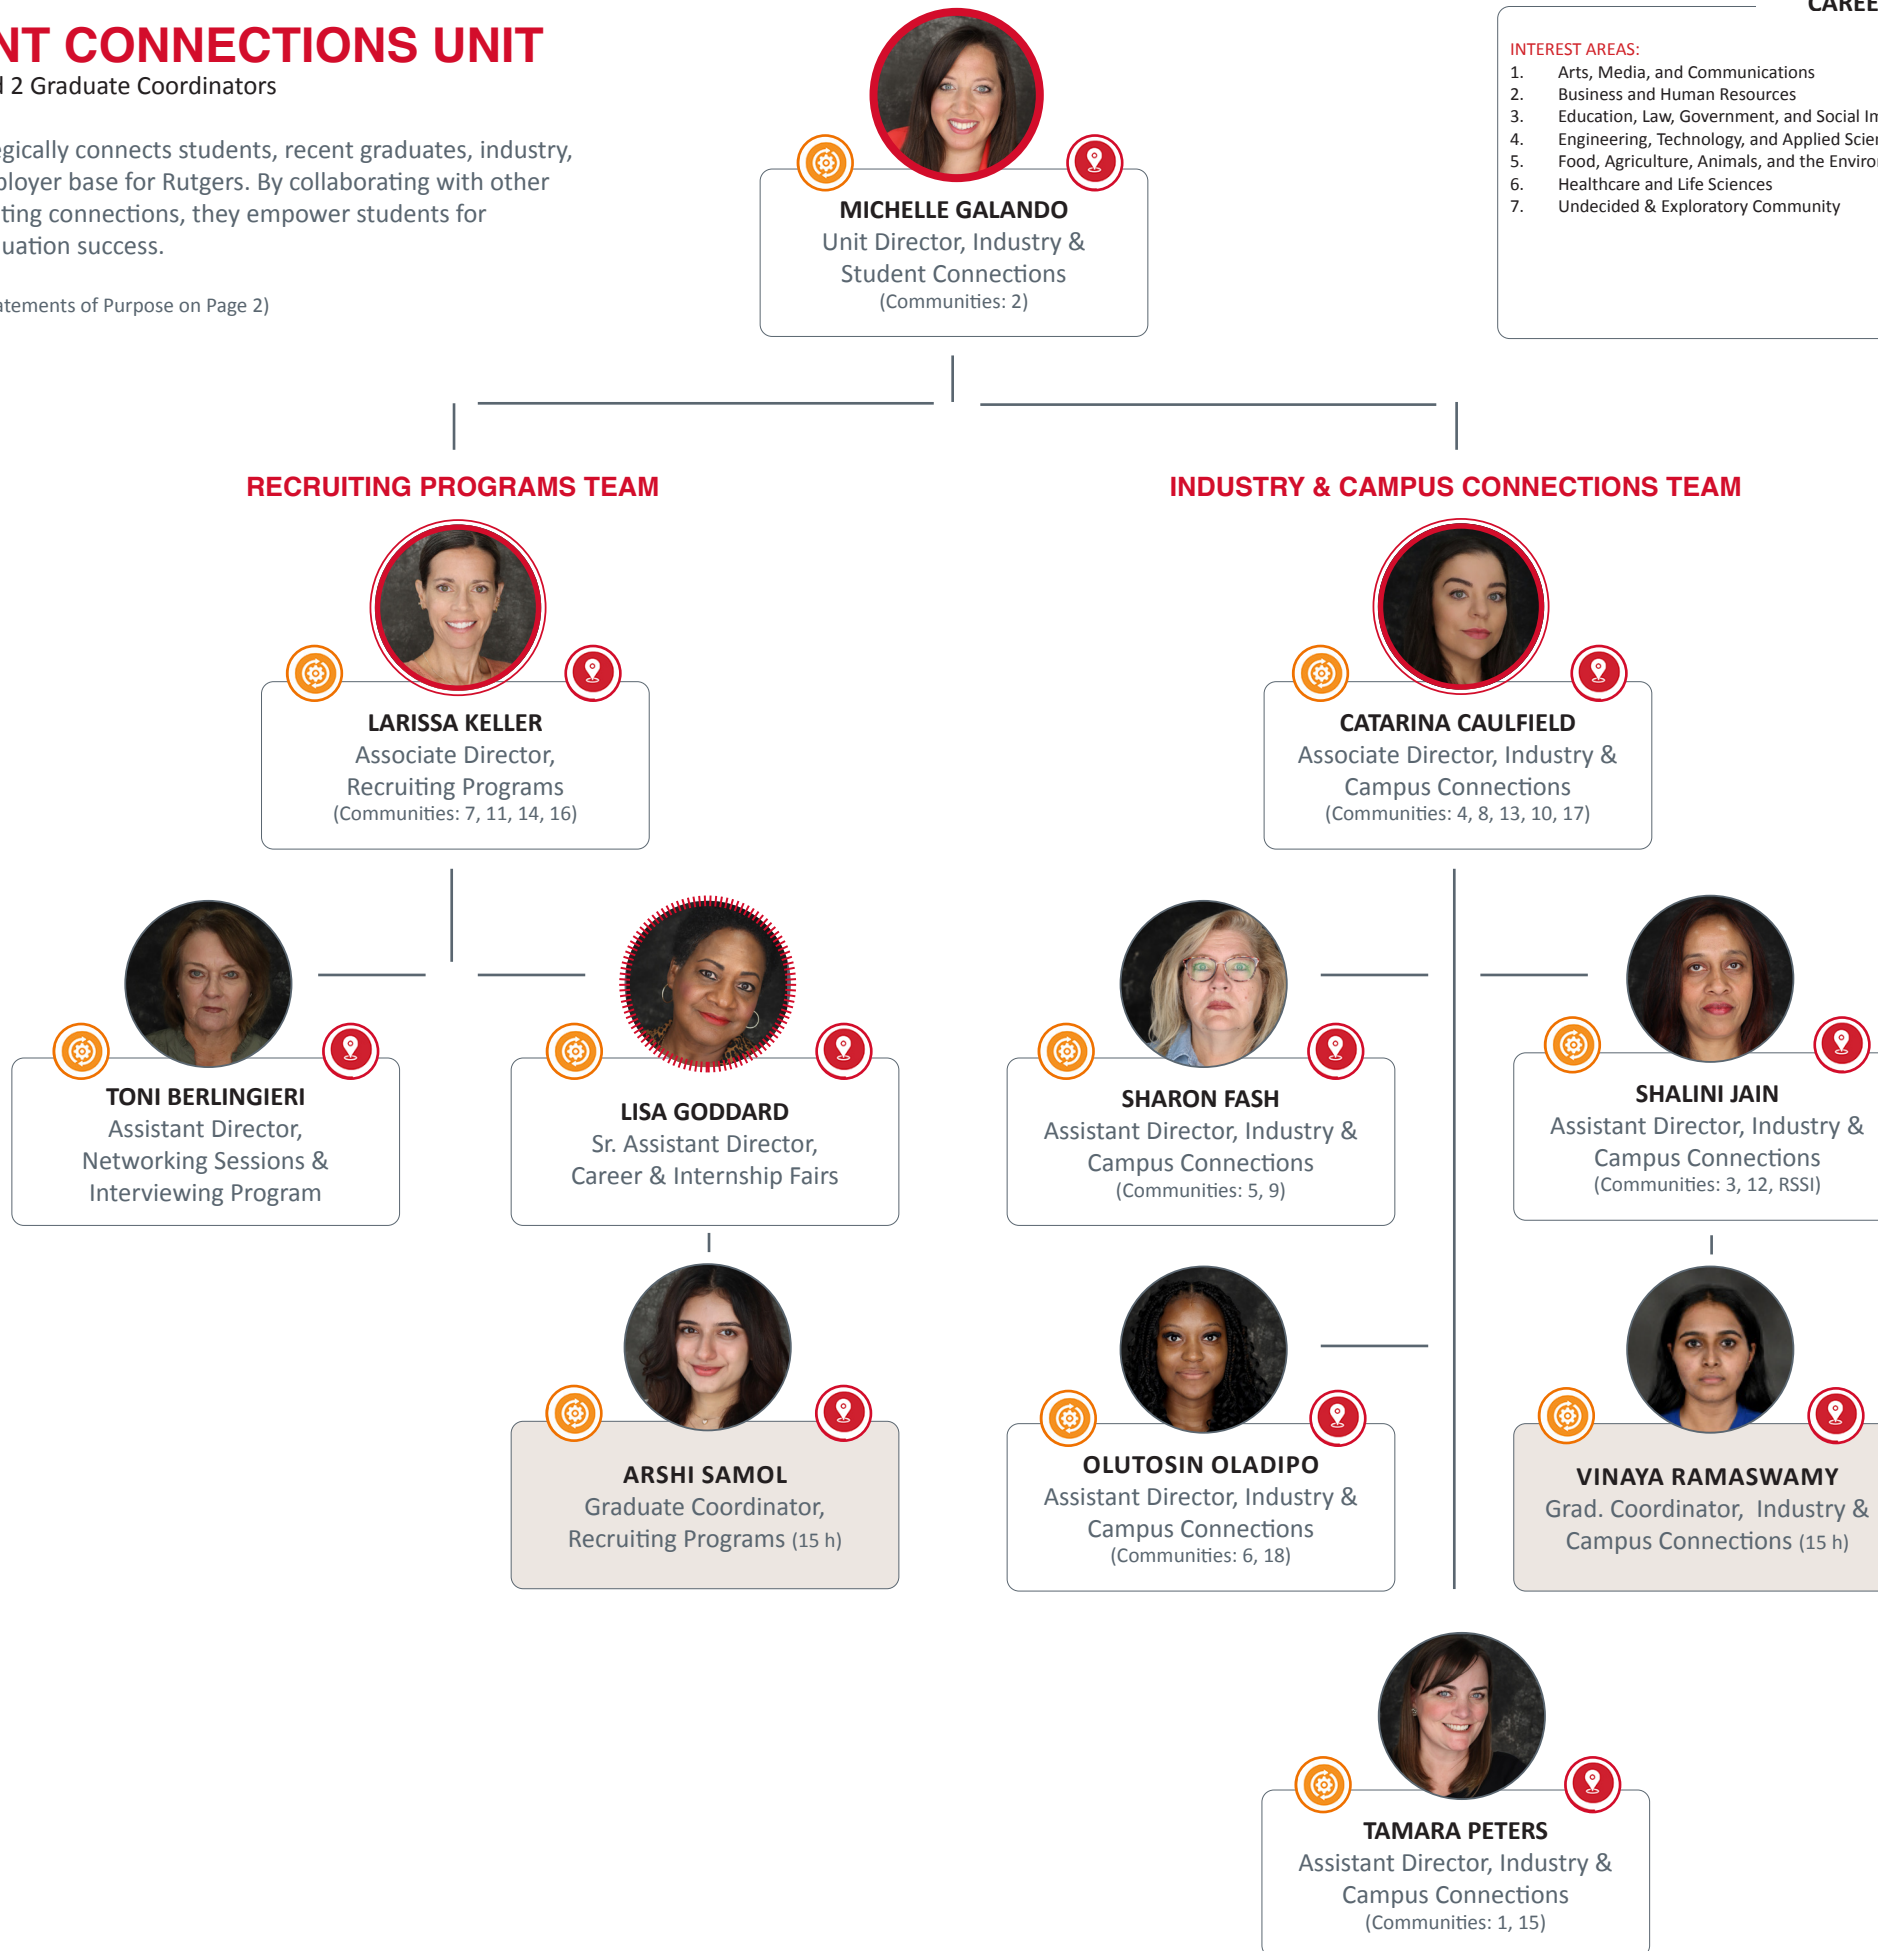 NT CONNECTIONS UNIT
2 Graduate Coordinators
egically connects students, recent graduates, industry,
ployer base for Rutgers. By collaborating with other
ting connections, they empower students for
uation success.
atements of Purpose on Page 2)
MICHELLE GALANDO
Unit Director, Industry &
Student Connections
(Communities: 2)
CAREE
INTEREST AREAS:
1. Arts, Media, and Communications
2. Business and Human Resources
3. Education, Law, Government, and Social Im
4. Engineering, Technology, and Applied Scien
5. Food, Agriculture, Animals, and the Enviro
6. Healthcare and Life Sciences
7. Undecided & Exploratory Community
RECRUITING PROGRAMS TEAM
INDUSTRY & CAMPUS CONNECTIONS TEAM
LARISSA KELLER
Associate Director,
Recruiting Programs
(Communities: 7, 11, 14, 16)
CATARINA CAULFIELD
Associate Director, Industry &
Campus Connections
(Communities: 4, 8, 13, 10, 17)
TONI BERLINGIERI
Assistant Director,
Networking Sessions &
Interviewing Program
LISA GODDARD
Sr. Assistant Director,
Career & Internship Fairs
SHARON FASH
Assistant Director, Industry &
Campus Connections
(Communities: 5, 9)
SHALINI JAIN
Assistant Director, Industry &
Campus Connections
(Communities: 3, 12, RSSI)
ARSHI SAMOL
Graduate Coordinator,
Recruiting Programs (15 h)
OLUTOSIN OLADIPO
Assistant Director, Industry &
Campus Connections
(Communities: 6, 18)
VINAYA RAMASWAMY
Grad. Coordinator, Industry &
Campus Connections (15 h)
TAMARA PETERS
Assistant Director, Industry &
Campus Connections
(Communities: 1, 15)